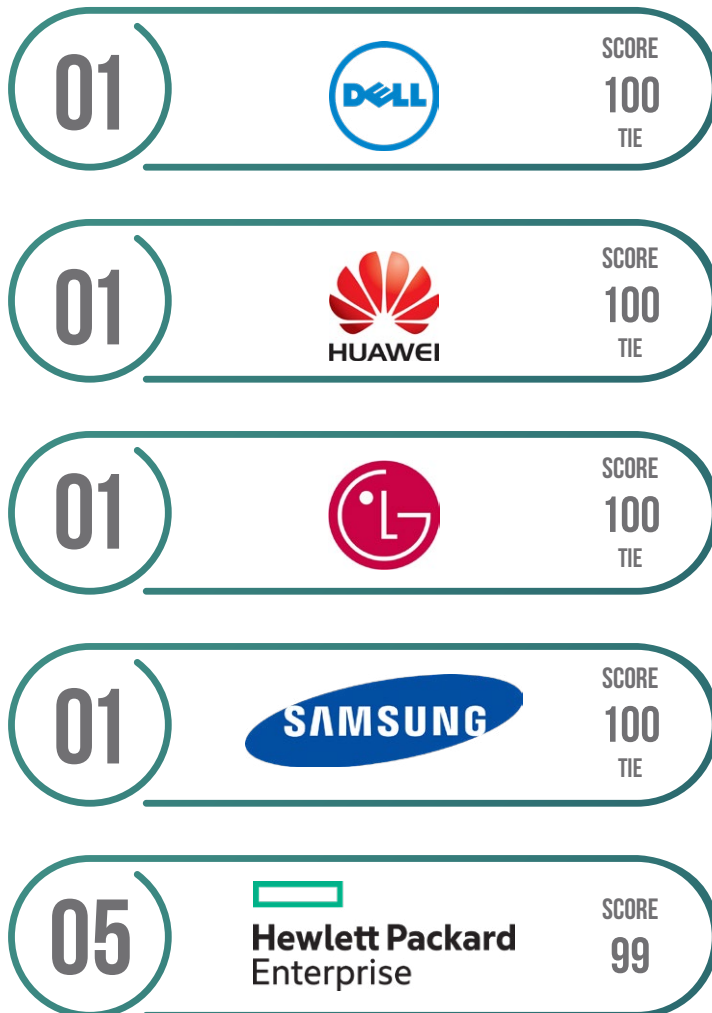 01
DELL
SCORE
100
TIE
01
HUAWEI
SCORE
100
TIE
01
LG
SCORE
100
TIE
01
SAMSUNG
SCORE
100
TIE
05
Hewlett Packard
Enterprise
SCORE
99